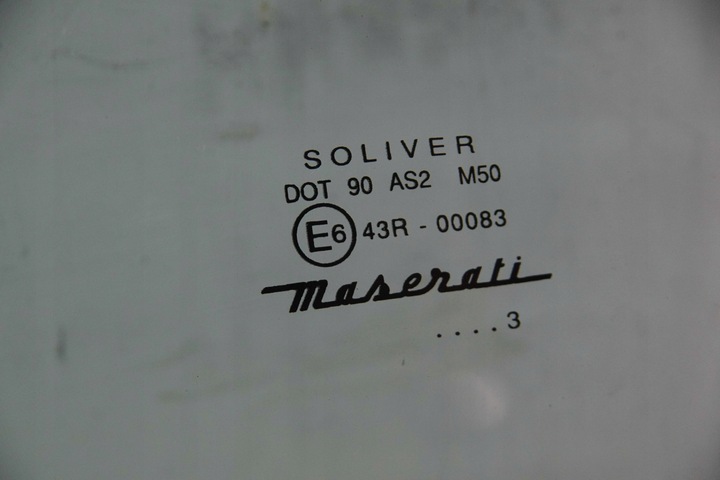 SOLIVER
DOT 90 AS2 M50
E6 43R - 00083
maserati
....3